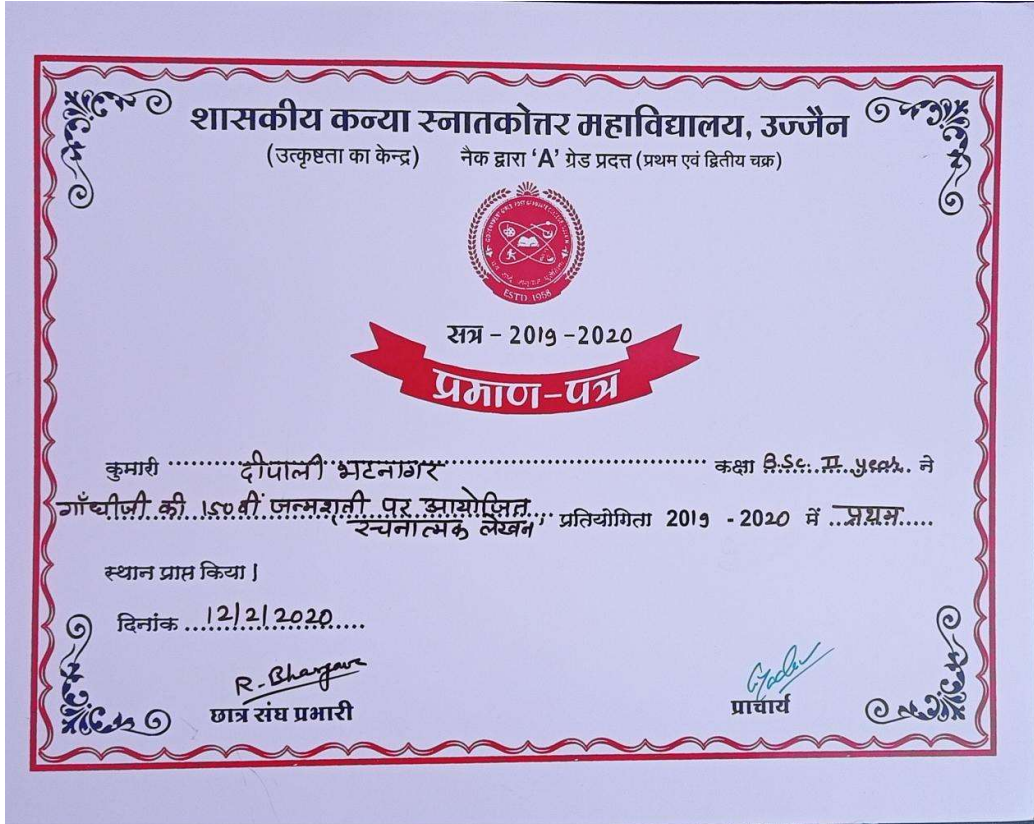 शासकीय कन्या स्नातकोत्तर महाविद्यालय, उज्जैन
(उत्कृष्टता का केन्द्र) नैक द्वारा 'A' ग्रेड प्रदत्त (प्रथम एवं द्वितीय चक्र)
ESTD 1958
सत्र - 2019 - 2020
प्रमाण-पत्र
कुमारी दीपाली भटनागर कक्षा B.Sc. II year. ने
गाँधीजी की 150वीं जन्मशती पर आयोजित
'रचनात्मक लेखन' प्रतियोगिता 2019 - 2020 में प्रथम
स्थान प्राप्त किया |
दिनांक 12/2/2020
R. Bhargava
छात्र संघ प्रभारी
प्राचार्य